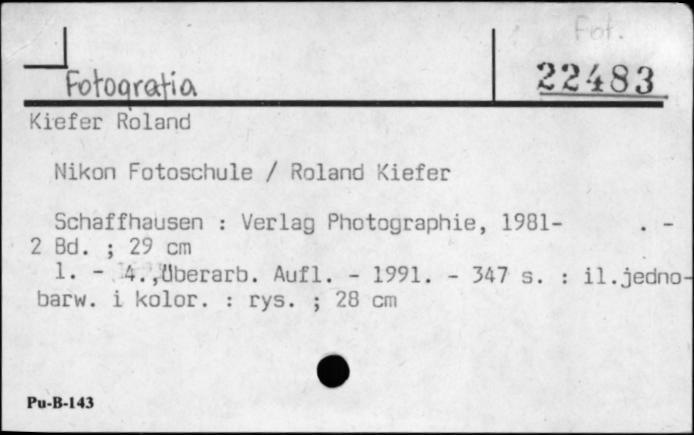 Fot.
Fotografia
22483
Kiefer Roland
Nikon Fotoschule / Roland Kiefer
Schaffhausen : Verlag Photographie, 1981- . -
2 Bd. ; 29 cm
1. - 4.,Überarb. Aufl. - 1991. - 347 s. : il.jedno-
barw. i kolor. : rys. ; 28 cm
Pu-B-143